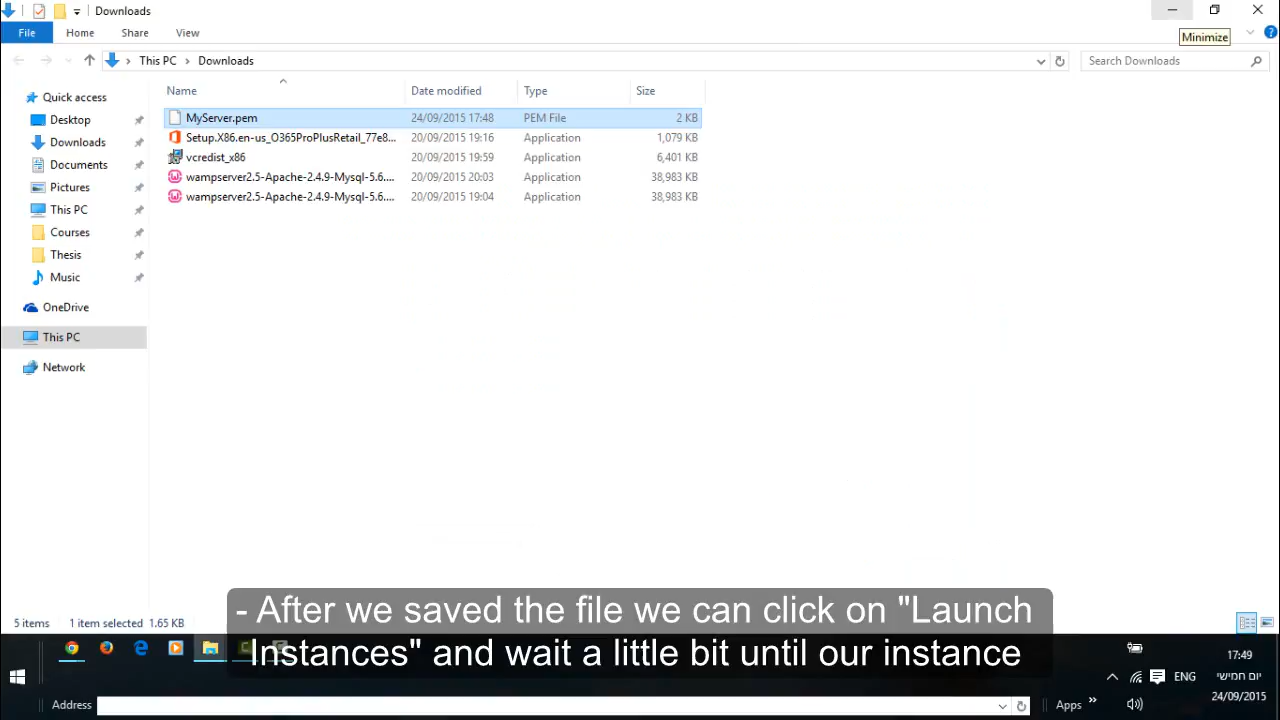 Downloads
Minimize
File Home Share View
This PC Downloads
Search Downloads
Name Date modified Type Size
Quick access
Desktop
Downloads
Documents
Pictures
This PC
Courses
Thesis
Music
OneDrive
This PC
Network
MyServer.pem 24/09/2015 17:48 PEM File 2 KB
Setup.X86.en-us_O365ProPlusRetail_77e8... 20/09/2015 19:16 Application 1,079 KB
vcredist_x86 20/09/2015 19:59 Application 6,401 KB
wampserver2.5-Apache-2.4.9-Mysql-5.6.... 20/09/2015 20:03 Application 38,983 KB
wampserver2.5-Apache-2.4.9-Mysql-5.6.... 20/09/2015 19:04 Application 38,983 KB
- After we saved the file we can click on "Launch
Instances" and wait a little bit until our instance
5 items 1 item selected 1.65 KB
ENG
17:49
יום חמישי
24/09/2015
Address
Apps